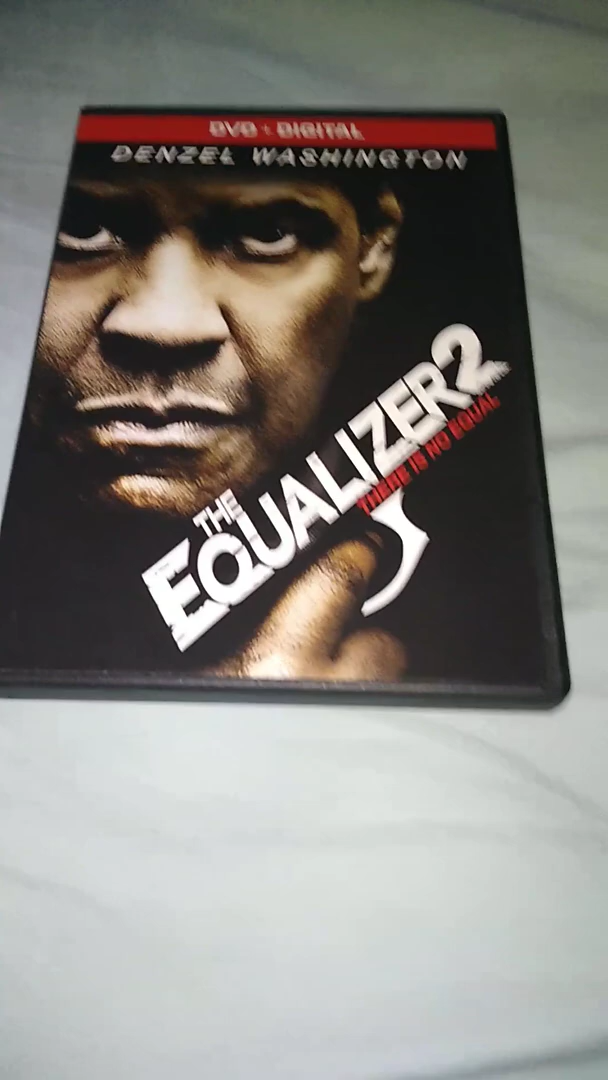 DVD + DIGITAL
DENZEL WASHINGTON
THE
EQUALIZER 2
THERE IS NO EQUAL